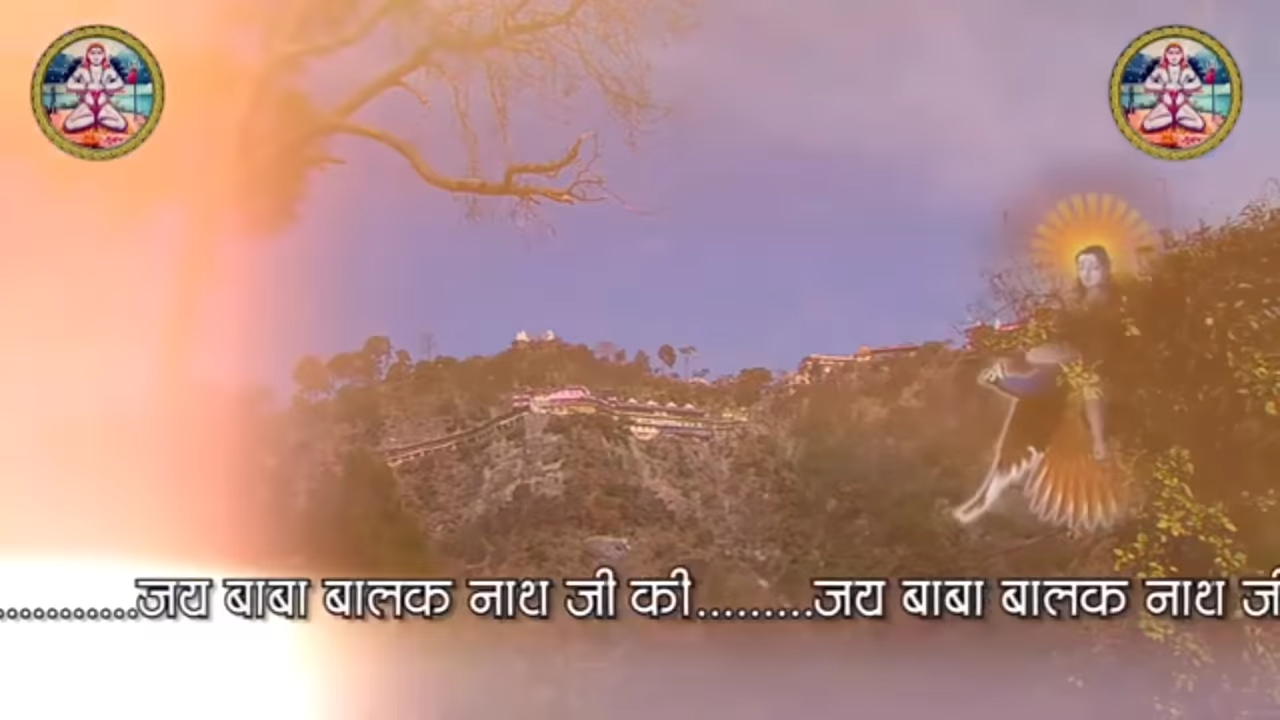 ...........जय बाबा बालक नाथ जी की.........जय बाबा बालक नाथ जी